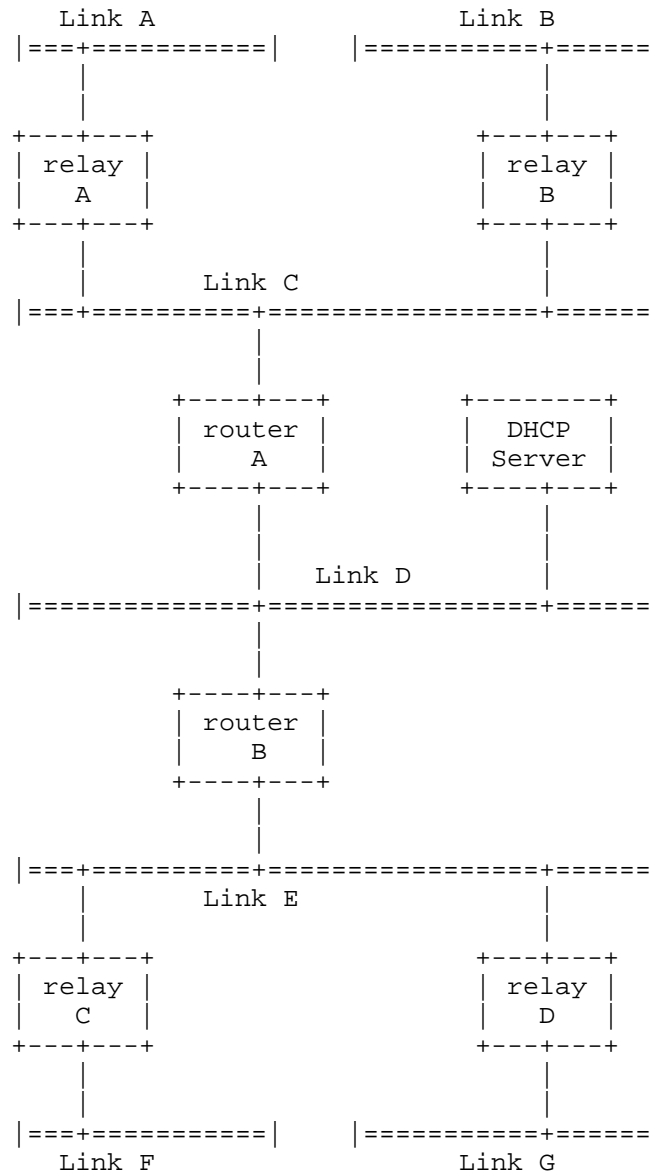 Link A Link B
|===+===========| |===========+======
| |
| |
+---+---+ +---+---+
| relay | | relay |
| A | | B |
+---+---+ +---+---+
| |
| Link C |
|===+==========+================+======
|
|
+----+---+ +--------+
| router | | DHCP |
| A | | Server |
+----+---+ +----+---+
| |
| |
| Link D |
|==============+=================+======
|
|
+----+---+
| router |
| B |
+----+---+
|
|
|===+==========+================+======
| Link E |
| |
+---+---+ +---+---+
| relay | | relay |
| C | | D |
+---+---+ +---+---+
| |
| |
|===+===========| |===========+======
Link F Link G